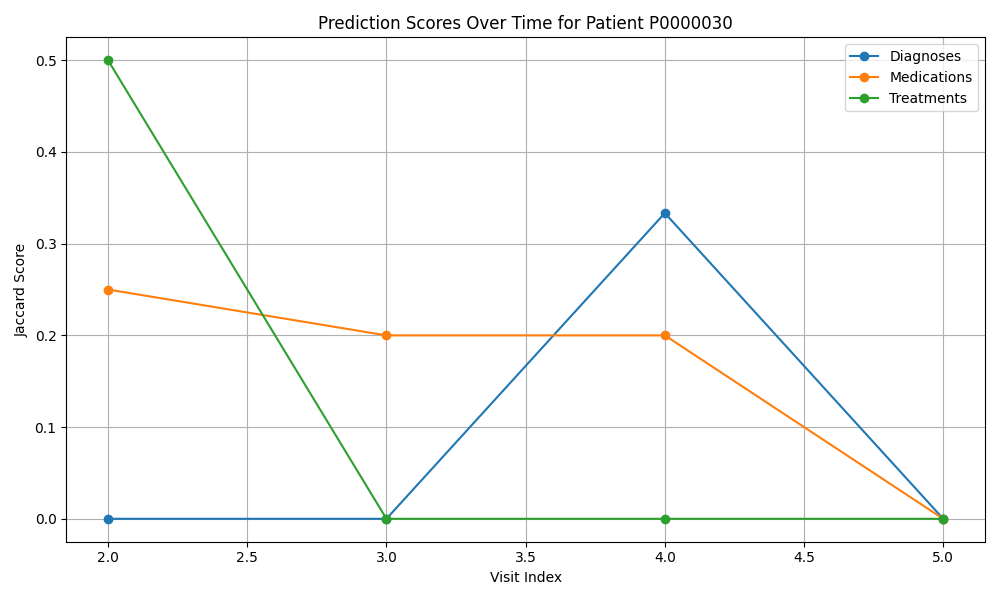 Prediction Scores Over Time for Patient P0000030
Diagnoses
Medications
Treatments
Jaccard Score
0.5
0.4
0.3
0.2
0.1
0.0
2.0 2.5 3.0 3.5 4.0 4.5 5.0
Visit Index